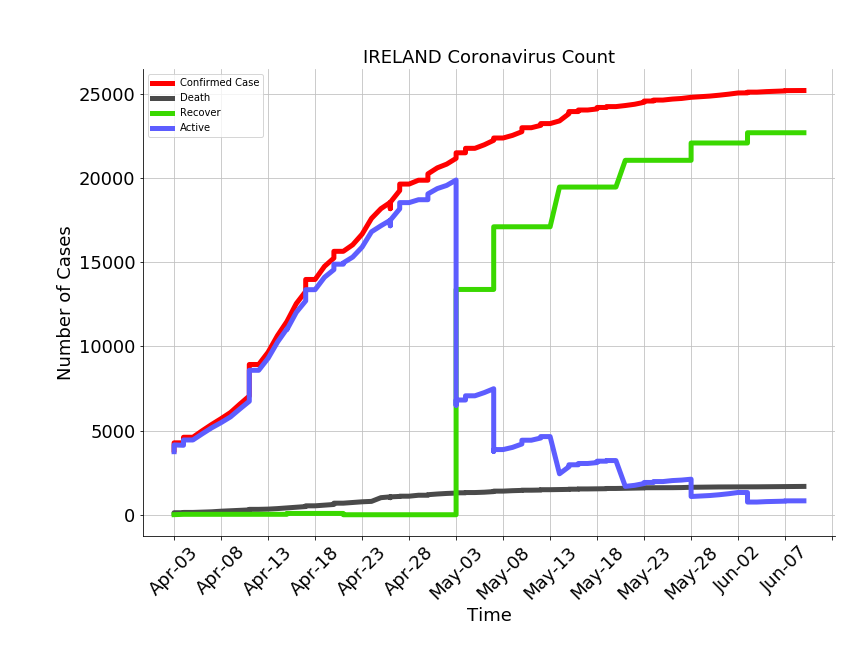 IRELAND Coronavirus Count
Confirmed Case
Death
Recover
Active
Number of Cases
25000
20000
15000
10000
5000
0
Apr-03
Apr-08
Apr-13
Apr-18
Apr-23
Apr-28
May-03
May-08
May-13
May-18
May-23
May-28
Jun-02
Jun-07
Time